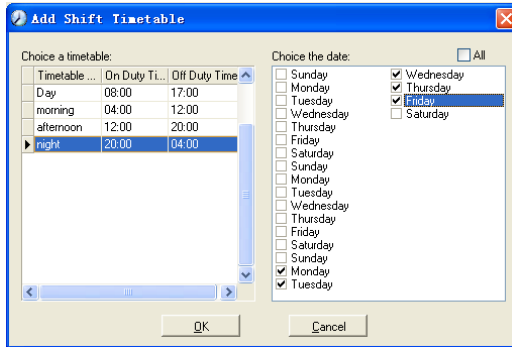 Add Shift Timetable
Choice a timetable:
Timetable ... On Duty Ti... Off Duty Time
Day 08:00 17:00
morning 04:00 12:00
afternoon 12:00 20:00
night 20:00 04:00
Choice the date:
All
Sunday
Monday
Tuesday
Wednesday
Thursday
Friday
Saturday
Sunday
Monday
Tuesday
Wednesday
Thursday
Friday
Saturday
Sunday
Monday
Tuesday
Wednesday
Thursday
Friday
Saturday
OK
Cancel